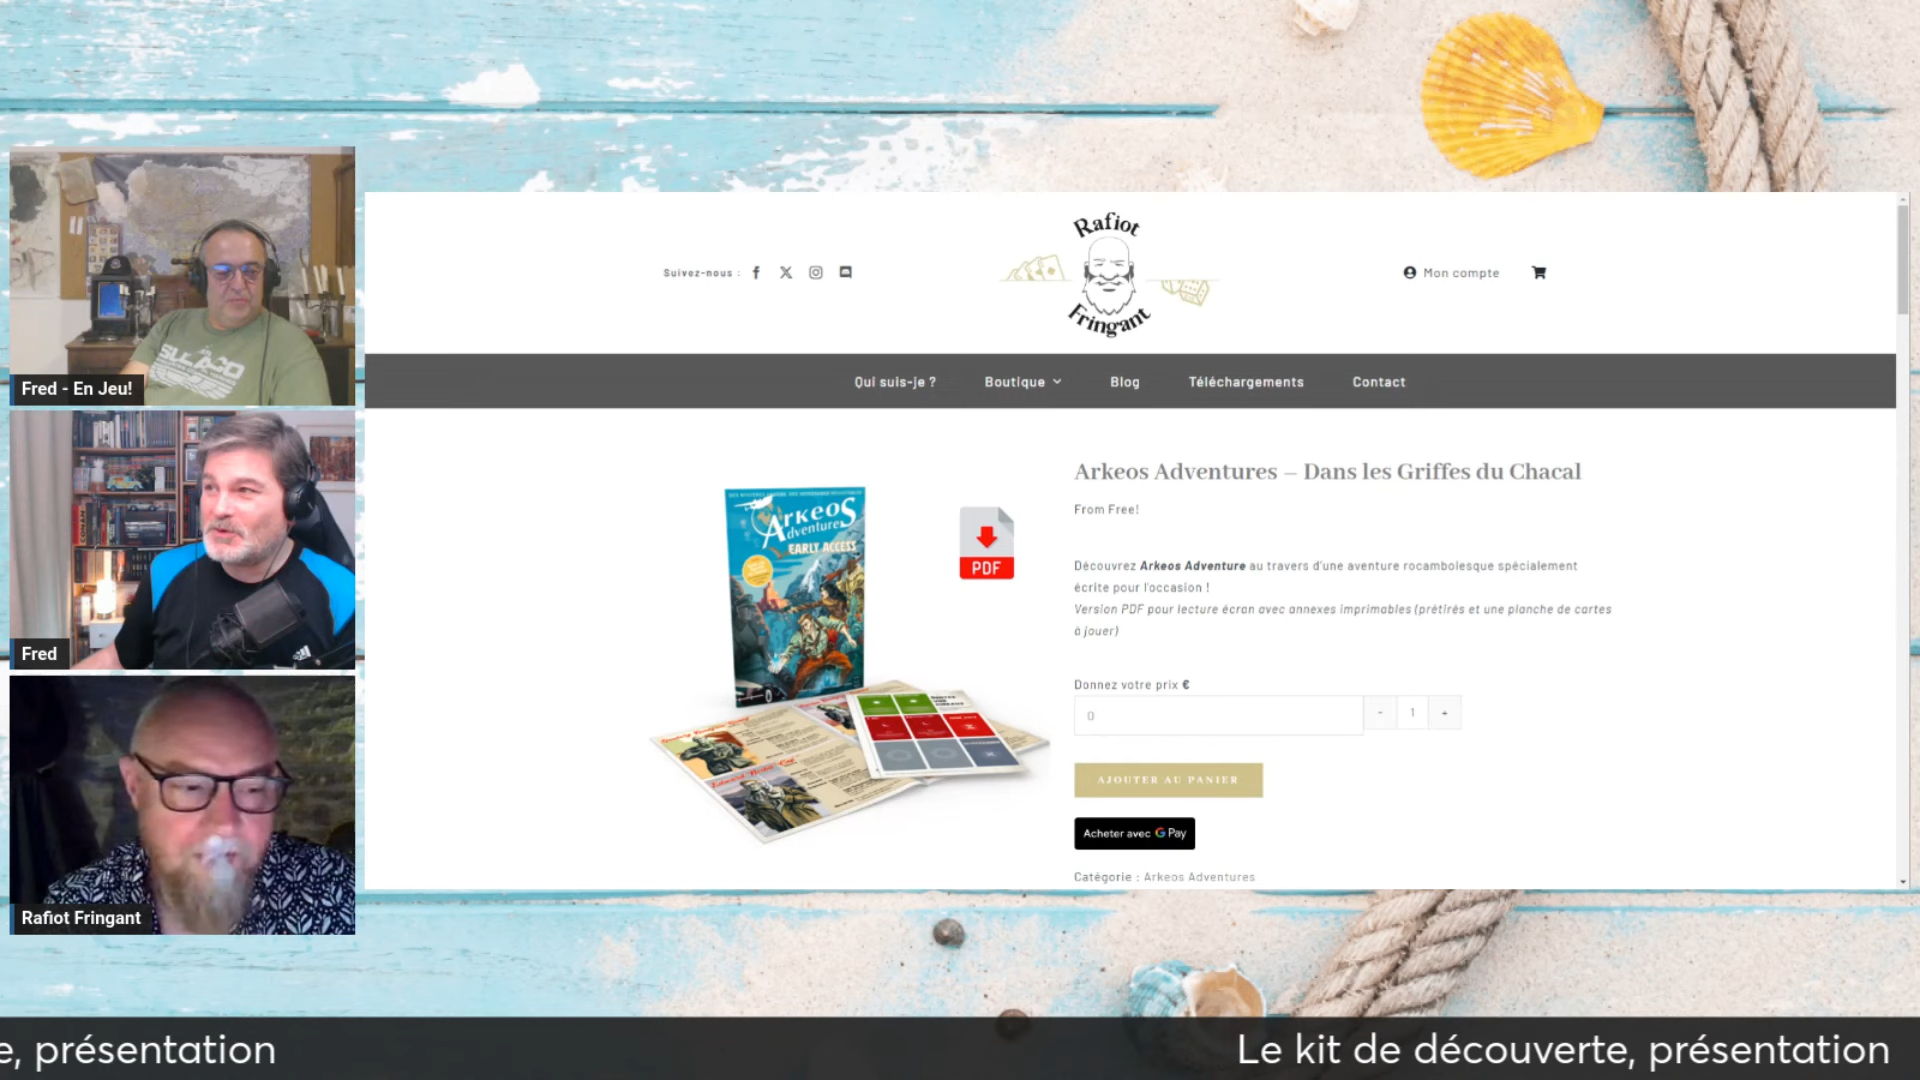 Fred - En Jeu!
Fred
Rafiot Fringant
SULACO
Suivez-nous :
Rafiot
Fringant
Mon compte
Qui suis-je ?
Boutique
Blog
Téléchargements
Contact
ARKEOS
Adventures
EARLY ACCESS
PDF
Arkeos Adventures – Dans les Griffes du Chacal
From Free!
Découvrez Arkeos Adventure au travers d'une aventure rocambolesque spécialement
écrite pour l'occasion !
Version PDF pour lecture écran avec annexes imprimables (prétirés et une planche de cartes
à jouer)
Donnez votre prix €
0
- 1 +
AJOUTER AU PANIER
Acheter avec G Pay
Catégorie : Arkeos Adventures
e, présentation
Le kit de découverte, présentation